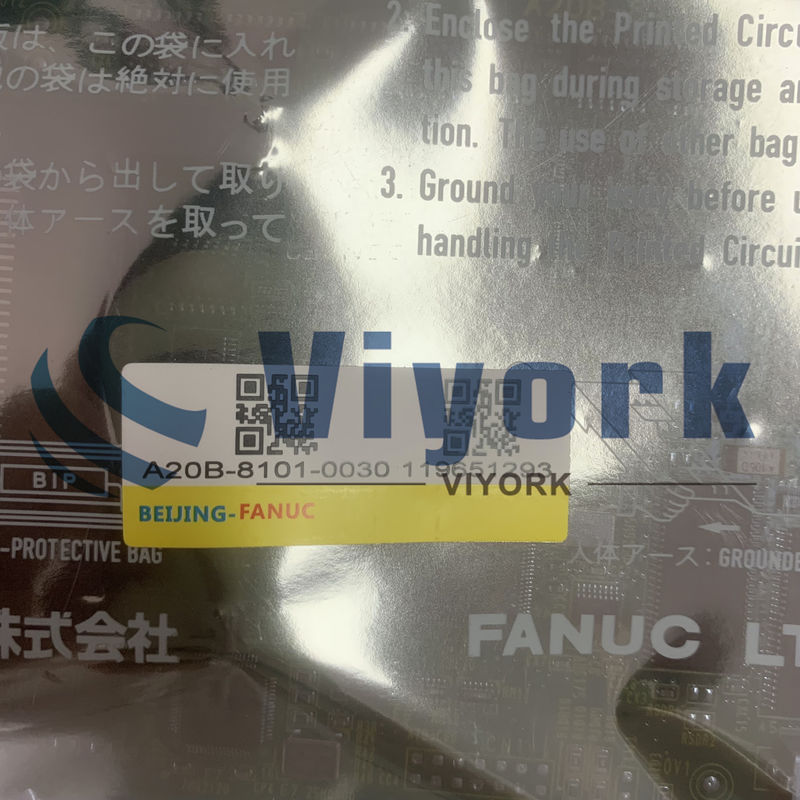 は、この袋に入れ
の袋は絶対に使用
袋から出して取り
体アースを取って
2. Enclose the Printed Circu
this bag during storage a
tion. The use of other bag
3. Ground your body before u
handling the Printed Circui
Viyork
A20B-8101-0030 119651293
VIYORK
BEIJING-FANUC
BIP
-PROTECTIVE BAG
人体アース：GROUNDE
株式会社
FANUC LT